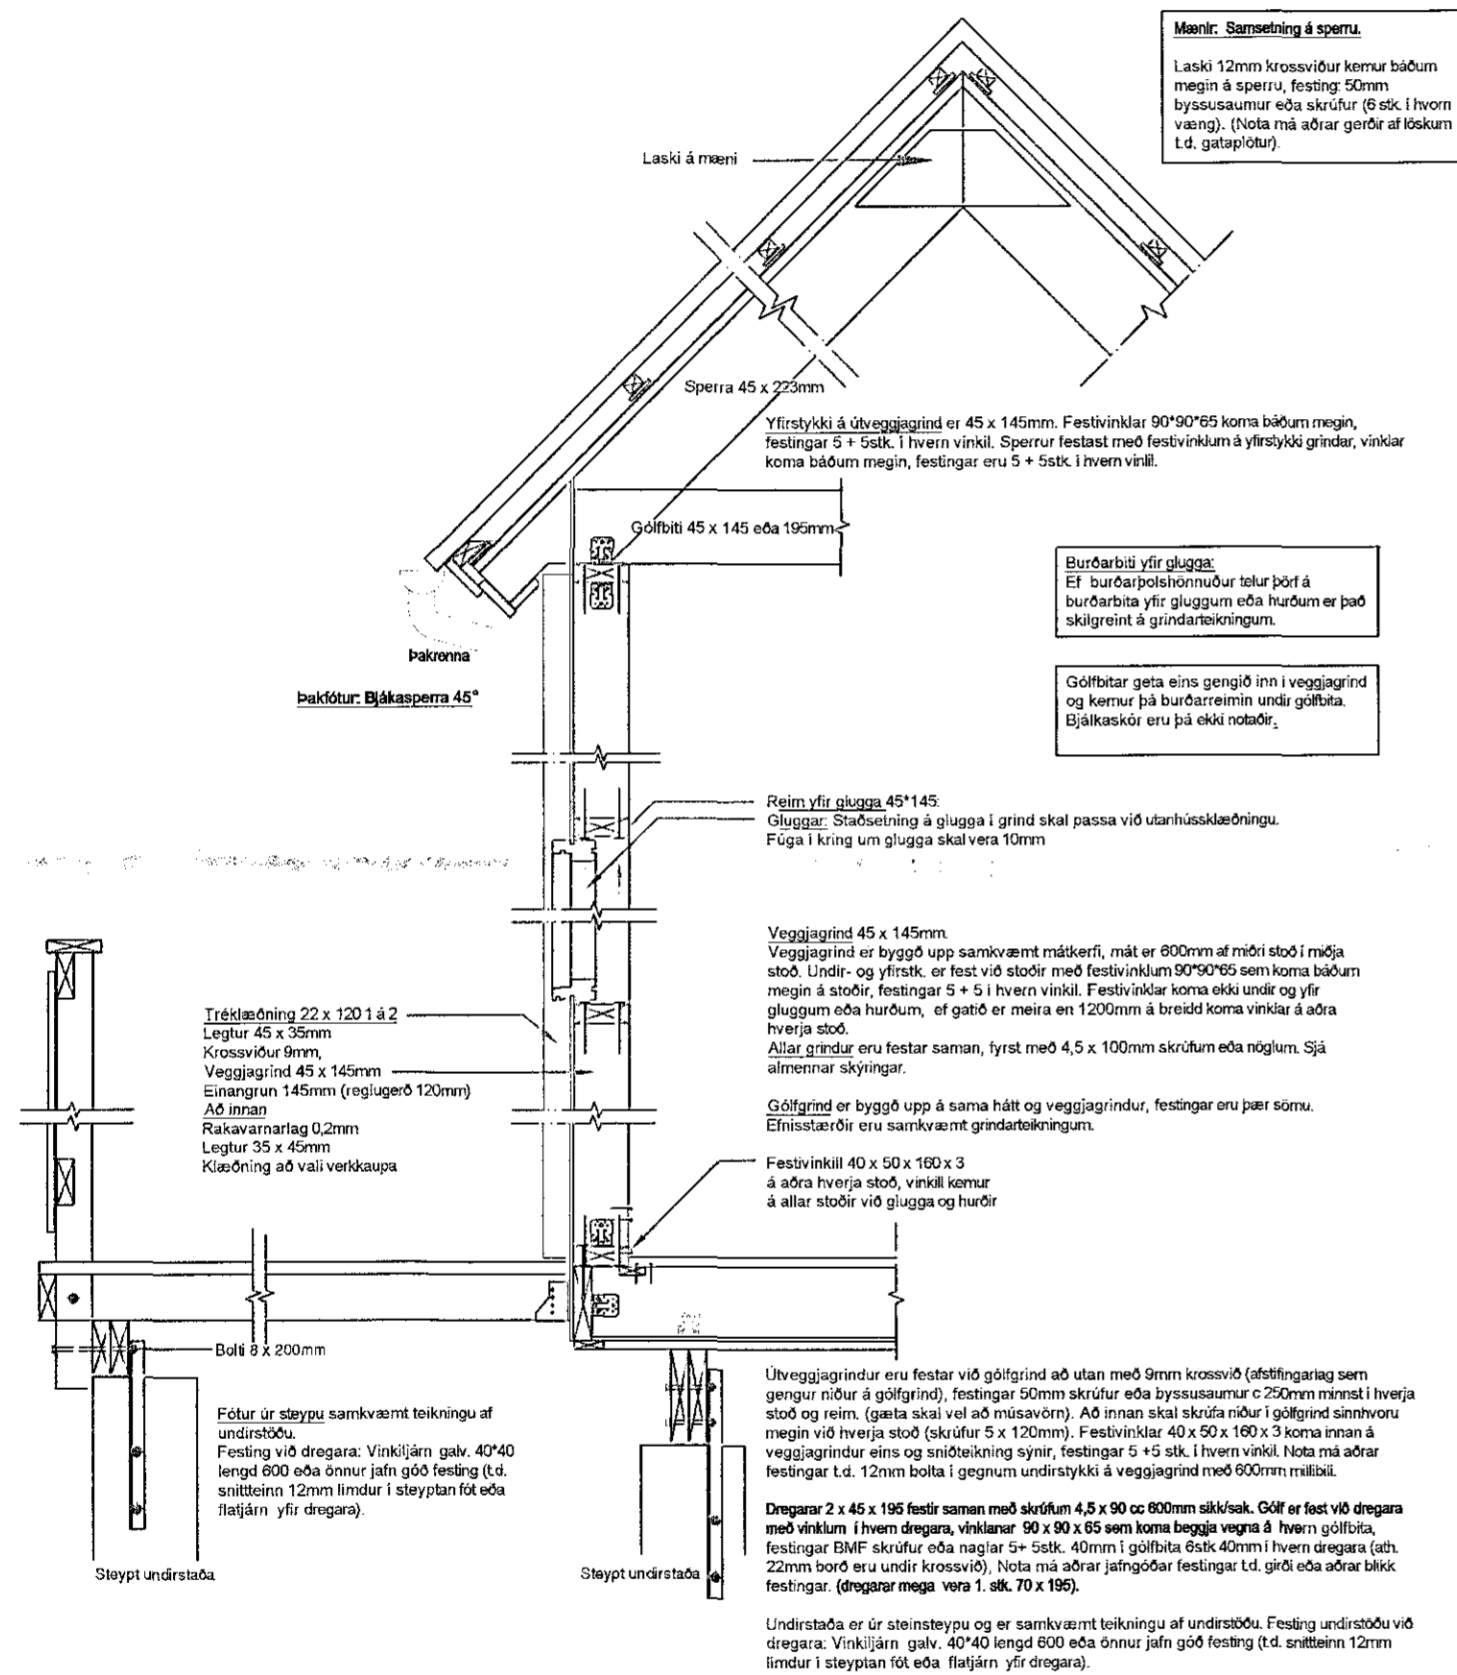 Mænir: Samsetning á sperru.
Laski 12mm krossviður kemur báðum
megin á sperru, festing: 50mm
byssusaumur eða skrúfur (6 stk. í hvorn
væng). (Nota má aðrar gerðir af löskum
t.d. gataplötur).
Laski á mæni
Sperra 45 x 223mm
Yfirstykki á útveggjagrind er 45 x 145mm. Festivinklar 90*90*65 koma báðum megin,
festingar 5 + 5stk. í hvern vinkil. Sperrur festast með festivinklum á yfirstykki grindar, vinklar
koma báðum megin, festingar eru 5 + 5stk. í hvern vinlil.
Gólfbiti 45 x 145 eða 195mm
Burðarbiti yfir glugga:
Ef burðarþolshönnuður telur þörf á
burðarbita yfir gluggum eða hurðum er það
skilgreint á grindarteikningum.
Þakrenna
Þakfótur: Bjákasperra 45°
Gólfbitar geta eins gengið inn í veggjagrind
og kemur þá burðarreimin undir gólfbita.
Bjálkaskór eru þá ekki notaðir.
Reim yfir glugga 45*145:
Gluggar: Staðsetning á glugga í grind skal passa við utanhússklæðningu.
Fúga í kring um glugga skal vera 10mm
Veggjagrind 45 x 145mm.
Veggjagrind er byggð upp samkvæmt mátkerfi, mát er 600mm af miðri stoð í miðja
stoð. Undir- og yfirstk. er fest við stoðir með festivinklum 90*90*65 sem koma báðum
megin á stoðir, festingar 5 + 5 í hvern vinkil. Festivinklar koma ekki undir og yfir
gluggum eða hurðum, ef gatið er meira en 1200mm á breidd koma vinklar á aðra
hverja stoð.
Allar grindur eru festar saman, fyrst með 4,5 x 100mm skrúfum eða nöglum. Sjá
almennar skýringar.
Tréklæðning 22 x 120 1 á 2
Legtur 45 x 35mm
Krossviður 9mm,
Veggjagrind 45 x 145mm
Einangrun 145mm (reglugerð 120mm)
Að innan
Rakavarnarlag 0,2mm
Legtur 35 x 45mm
Klæðning að vali verkkaupa
Gólfgrind er byggð upp á sama hátt og veggjagrindur, festingar eru þær sömu.
Efnisstærðir eru samkvæmt grindarteikningum.
Festivinkill 40 x 50 x 160 x 3
á aðra hverja stoð, vinkill kemur
á allar stoðir við glugga og hurðir
Bolti 8 x 200mm
Fótur úr steypu samkvæmt teikningu af
undirstöðu.
Festing við dregara: Vinkiljárn galv. 40*40
lengd 600 eða önnur jafn góð festing (t.d.
snittteinn 12mm límdur í steyptan fót eða
flatjárn yfir dregara).
Steypt undirstaða
Steypt undirstaða
Útveggjagrindur eru festar við gólfgrind að utan með 9mm krossvið (afstífingarlag sem
gengur niður á gólfgrind), festingar 50mm skrúfur eða byssusaumur c 250mm minnst í hverja
stoð og reim. (gæta skal vel að músavörn). Að innan skal skrúfa niður í gólfgrind sinnhvoru
megin við hverja stoð (skrúfur 5 x 120mm). Festivinklar 40 x 50 x 160 x 3 koma innan á
veggjagrindur eins og sniðteikning sýnir, festingar 5 +5 stk. í hvern vinkil. Nota má aðrar
festingar t.d. 12mm bolta í gegnum undirstykki á veggjagrind með 600mm millibili.
Dregarar 2 x 45 x 195 festir saman með skrúfum 4,5 x 90 cc 600mm sikk/sak. Gólf er fest við dregara
með vinklum í hvern dregara, vinklanar 90 x 90 x 65 sem koma beggja vegna á hvern gólfbita,
festingar BMF skrúfur eða naglar 5+ 5stk. 40mm í gólfbita 6stk 40mm í hvern dregara (ath.
22mm borð eru undir krossvið), Nota má aðrar jafngóðar festingar t.d. girði eða aðrar blikk
festingar. (dregarar mega vera 1. stk. 70 x 195).
Undirstaða er úr steinsteypu og er samkvæmt teikningu af undirstöðu. Festing undirstöðu við
dregara: Vinkiljárn galv. 40*40 lengd 600 eða önnur jafn góð festing (t.d. snittteinn 12mm
límdur í steyptan fót eða flatjárn yfir dregara).